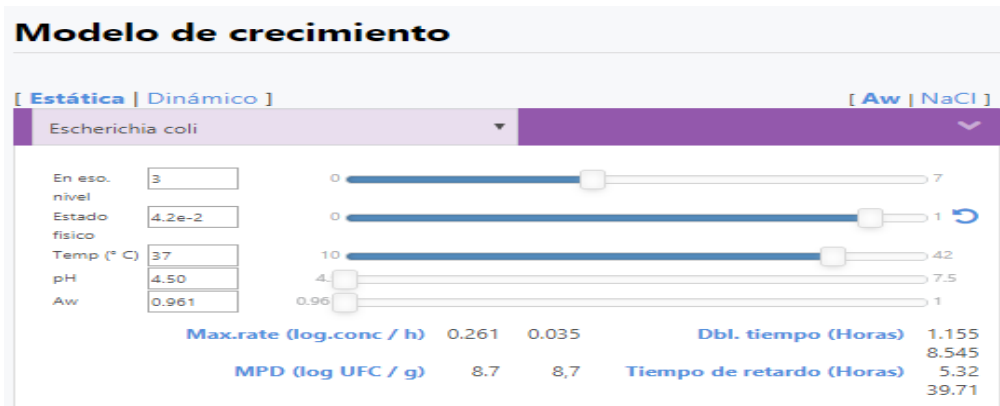 Modelo de crecimiento
[ Estática | Dinámico ] [ Aw | NaCl ]
Escherichia coli
En eso. nivel 3 0 7
Estado fisico 4.2e-2 0 1
Temp (° C) 37 10 42
pH 4.50 4. 7.5
Aw 0.961 0.96 1
Max.rate (log.conc / h) 0.261 0.035 Dbl. tiempo (Horas) 1.155
8.545
MPD (log UFC / g) 8.7 8,7 Tiempo de retardo (Horas) 5.32
39.71